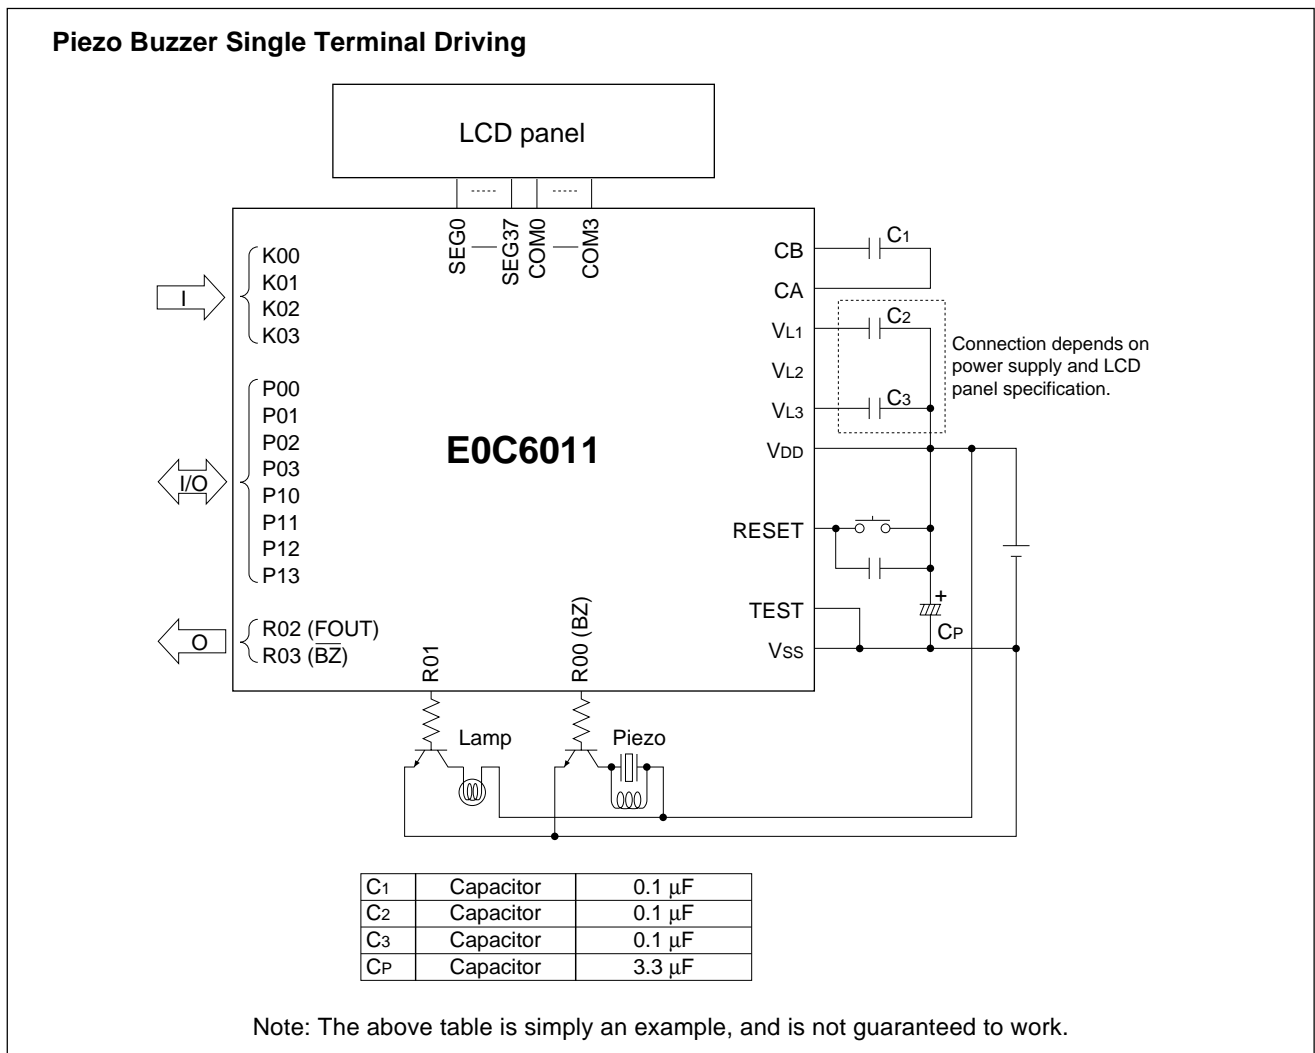 Piezo Buzzer Single Terminal Driving
LCD panel
SEG0
SEG37
COM0
COM3
K00
K01
K02
K03
I
P00
P01
P02
P03
P10
P11
P12
P13
I/O
R02 (FOUT)
R03 (B̅Z̅)
O
E0C6011
CB
CA
VL1
VL2
VL3
VDD
RESET
TEST
VSS
C1
C2
C3
Connection depends on
power supply and LCD
panel specification.
+
CP
R01
R00 (BZ)
Lamp
Piezo
C1 Capacitor 0.1 μF
C2 Capacitor 0.1 μF
C3 Capacitor 0.1 μF
CP Capacitor 3.3 μF
Note: The above table is simply an example, and is not guaranteed to work.